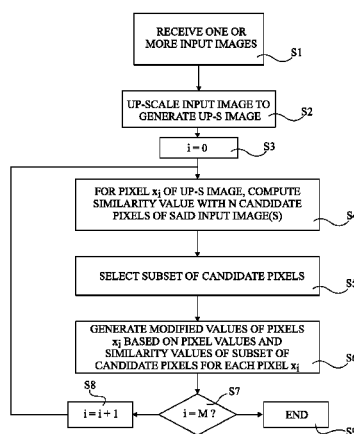 RECEIVE ONE OR
MORE INPUT IMAGES
S1
UP-SCALE INPUT IMAGE TO
GENERATE UP-S IMAGE
S2
i = 0
S3
FOR PIXEL xi OF UP-S IMAGE, COMPUTE
SIMILARITY VALUE WITH N CANDIDATE
PIXELS OF SAID INPUT IMAGE(S)
SELECT SUBSET OF CANDIDATE PIXELS
GENERATE MODIFIED VALUES OF PIXELS
xi BASED ON PIXEL VALUES AND
SIMILARITY VALUES OF SUBSET OF
CANDIDATE PIXELS FOR EACH PIXEL xi
S8
i = i + 1
S7
i = M ?
END